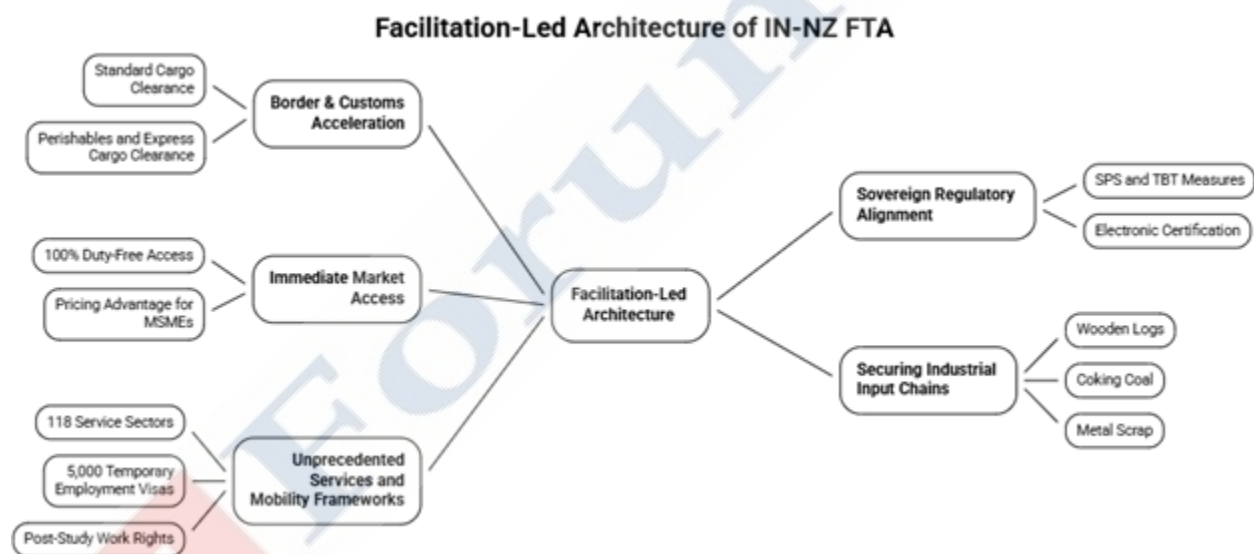 Facilitation-Led Architecture of IN-NZ FTA
Standard Cargo
Clearance
Perishables and Express
Cargo Clearance
Border & Customs
Acceleration
100% Duty-Free Access
Pricing Advantage for
MSMEs
Immediate Market
Access
118 Service Sectors
5,000 Temporary
Employment Visas
Post-Study Work Rights
Unprecedented
Services and
Mobility Frameworks
Facilitation-Led
Architecture
Sovereign Regulatory
Alignment
SPS and TBT Measures
Electronic Certification
Securing Industrial
Input Chains
Wooden Logs
Coking Coal
Metal Scrap
Forum